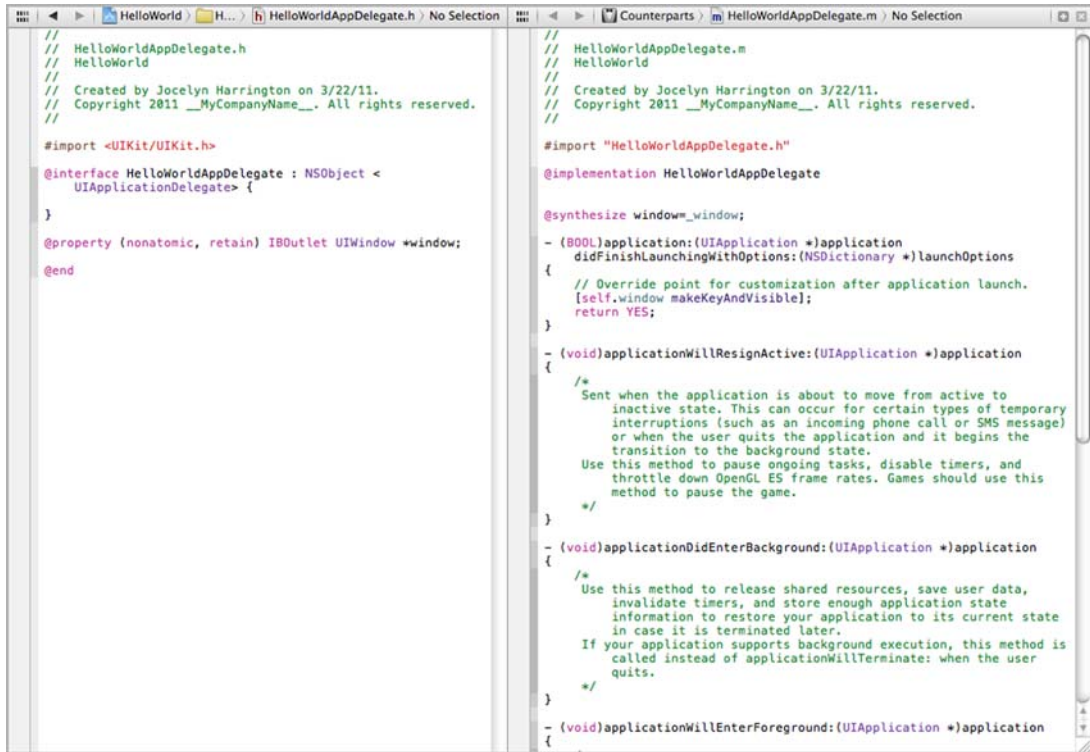 HelloWorld
H...
h HelloWorldAppDelegate.h
No Selection
//
// HelloWorldAppDelegate.h
// HelloWorld
//
// Created by Jocelyn Harrington on 3/22/11.
// Copyright 2011 __MyCompanyName__. All rights reserved.
//
#import <UIKit/UIKit.h>
@interface HelloWorldAppDelegate : NSObject <
UIApplicationDelegate> {
}
@property (nonatomic, retain) IBOutlet UIWindow *window;
@end
Counterparts
m HelloWorldAppDelegate.m
No Selection
//
// HelloWorldAppDelegate.m
// HelloWorld
//
// Created by Jocelyn Harrington on 3/22/11.
// Copyright 2011 __MyCompanyName__. All rights reserved.
//
#import "HelloWorldAppDelegate.h"
@implementation HelloWorldAppDelegate
@synthesize window=_window;
- (BOOL)application:(UIApplication *)application
didFinishLaunchingWithOptions:(NSDictionary *)launchOptions
{
// Override point for customization after application launch.
[self.window makeKeyAndVisible];
return YES;
}
- (void)applicationWillResignActive:(UIApplication *)application
{
/*
Sent when the application is about to move from active to
inactive state. This can occur for certain types of temporary
interruptions (such as an incoming phone call or SMS message)
or when the user quits the application and it begins the
transition to the background state.
Use this method to pause ongoing tasks, disable timers, and
throttle down OpenGL ES frame rates. Games should use this
method to pause the game.
*/
}
- (void)applicationDidEnterBackground:(UIApplication *)application
{
/*
Use this method to release shared resources, save user data,
invalidate timers, and store enough application state
information to restore your application to its current state
in case it is terminated later.
If your application supports background execution, this method is
called instead of applicationWillTerminate: when the user
quits.
*/
}
- (void)applicationWillEnterForeground:(UIApplication *)application
{